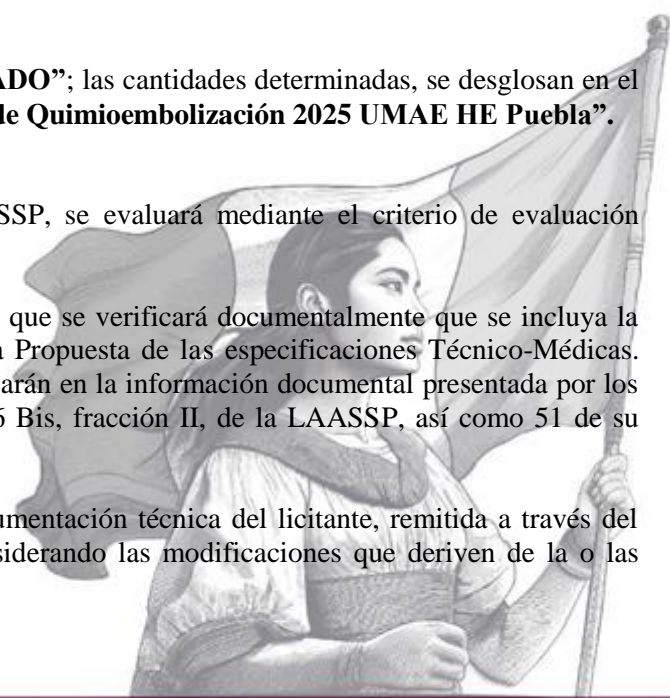 ADO”; las cantidades determinadas, se desglosan en el
de Quimioembolización 2025 UMAE HE Puebla”.
SSP, se evaluará mediante el criterio de evaluación
que se verificará documentalmente que se incluya la
Propuesta de las especificaciones Técnico-Médicas.
arán en la información documental presentada por los
Bis, fracción II, de la LAASSP, así como 51 de su
umentación técnica del licitante, remitida a través del
siderando las modificaciones que deriven de la o las